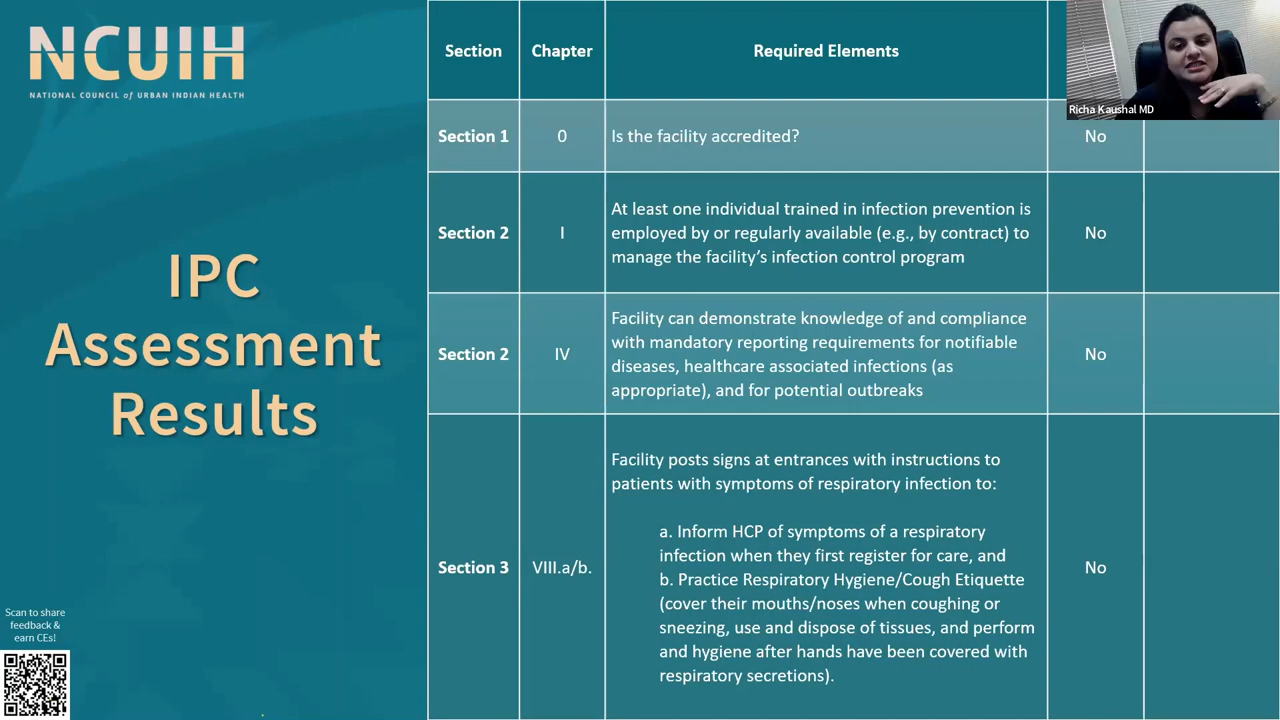 NCUIH
NATIONAL COUNCIL of URBAN INDIAN HEALTH
IPC
Assessment
Results
Scan to share
feedback &
earn CEs!
Section
Chapter
Required Elements
Richa Kaushal MD
Section 1
0
Is the facility accredited?
No
Section 2
I
At least one individual trained in infection prevention is
employed by or regularly available (e.g., by contract) to
manage the facility's infection control program
No
Section 2
IV
Facility can demonstrate knowledge of and compliance
with mandatory reporting requirements for notifiable
diseases, healthcare associated infections (as
appropriate), and for potential outbreaks
No
Section 3
VIII.a/b.
Facility posts signs at entrances with instructions to
patients with symptoms of respiratory infection to:
a. Inform HCP of symptoms of a respiratory
infection when they first register for care, and
b. Practice Respiratory Hygiene/Cough Etiquette
(cover their mouths/noses when coughing or
sneezing, use and dispose of tissues, and perform
and hygiene after hands have been covered with
respiratory secretions).
No